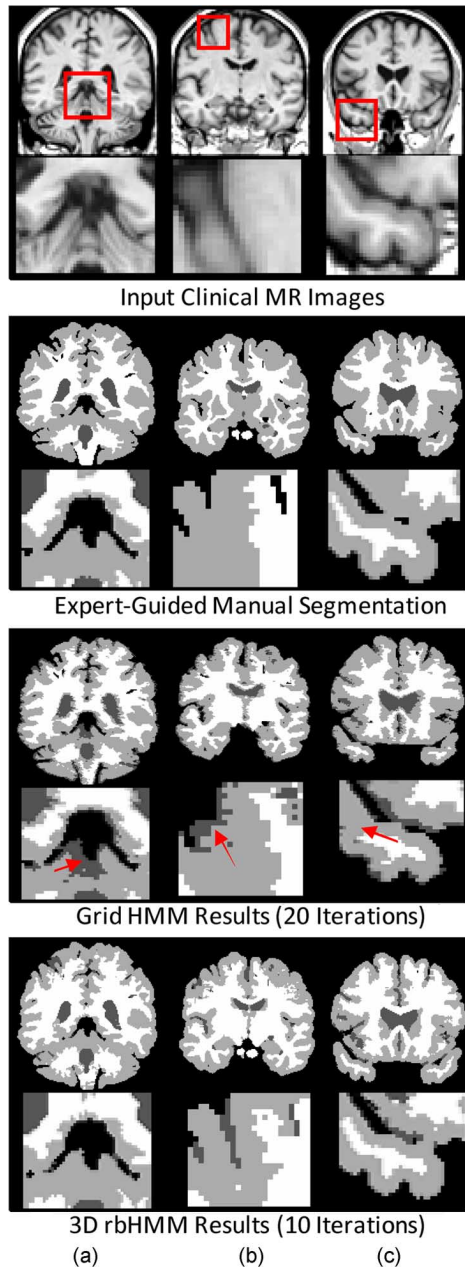 Input Clinical MR Images
Expert-Guided Manual Segmentation
Grid HMM Results (20 Iterations)
3D rbHMM Results (10 Iterations)
(a) (b) (c)